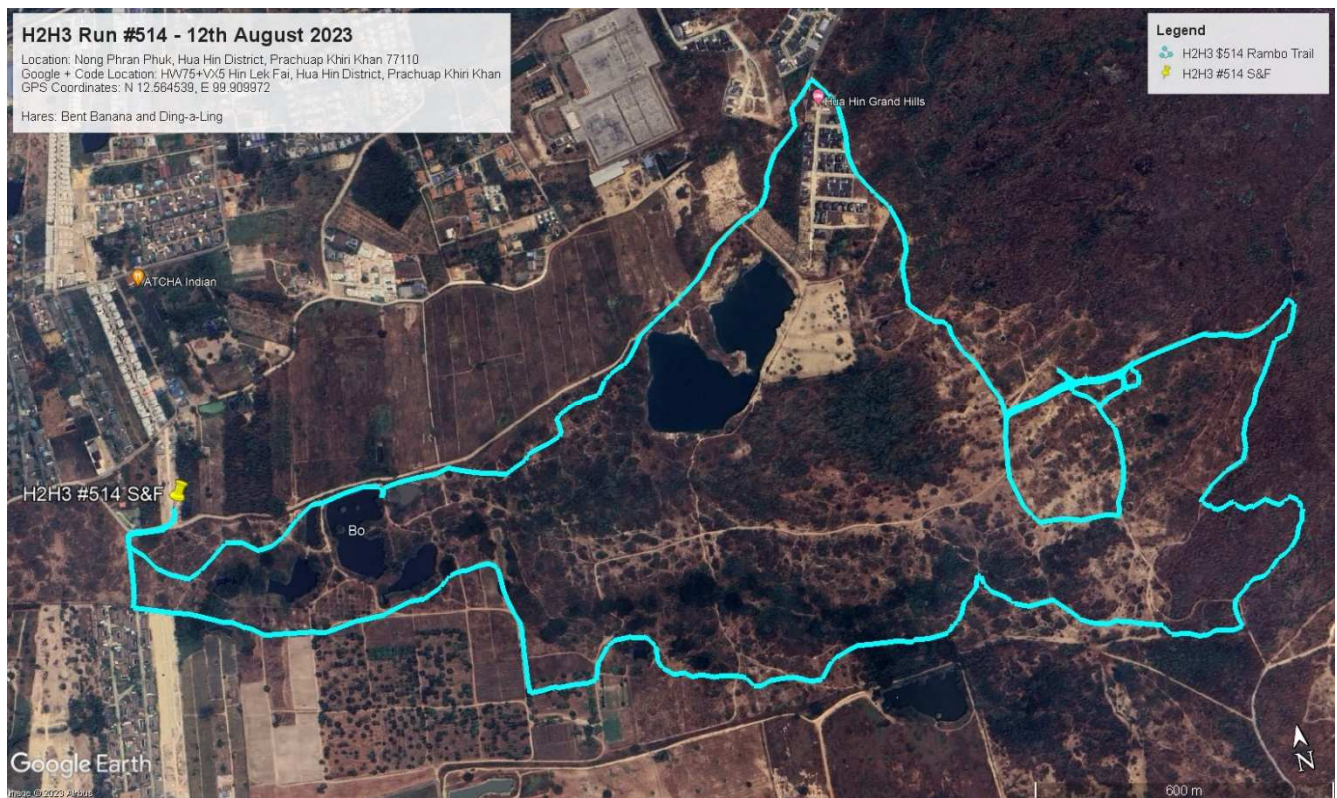 H2H3 Run #514 - 12th August 2023
Location: Nong Phran Phuk, Hua Hin District, Prachuap Khiri Khan 77110
Google + Code Location: HW75+VX5 Hin Lek Fai, Hua Hin District, Prachuap Khiri Khan
GPS Coordinates: N 12.564539, E 99.909972
Hares: Bent Banana and Ding-a-Ling
Legend
H2H3 $514 Rambo Trail
H2H3 #514 S&F
Hua Hin Grand Hills
ATCHA Indian
H2H3 #514 S&F
Bo
N
Google Earth
Image © 2023 Airbus
600 m